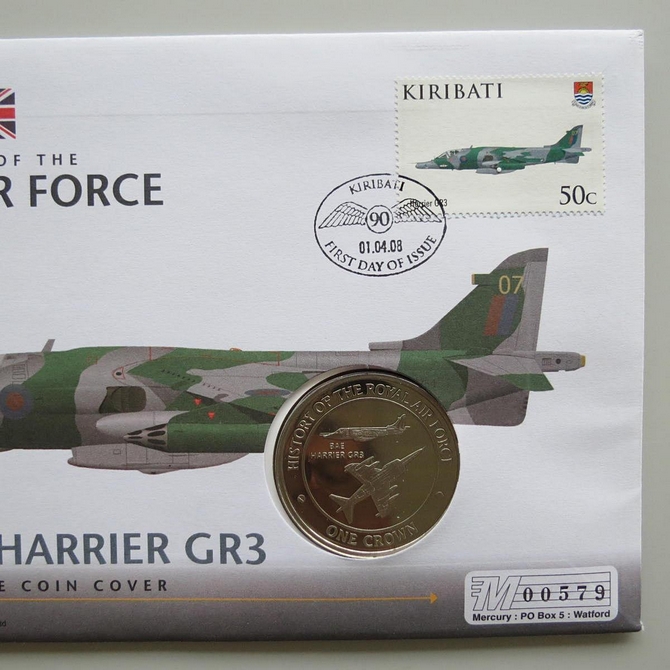 KIRIBATI
OF THE
R FORCE
50c
Harrier GR3
KIRIBATI
90
01.04.08
FIRST DAY OF ISSUE
07
HISTORY OF THE ROYAL AIR FORCE
BAE
HARRIER GR3
ONE CROWN
HARRIER GR3
E COIN COVER
M 00579
Mercury : PO Box 5 : Watford